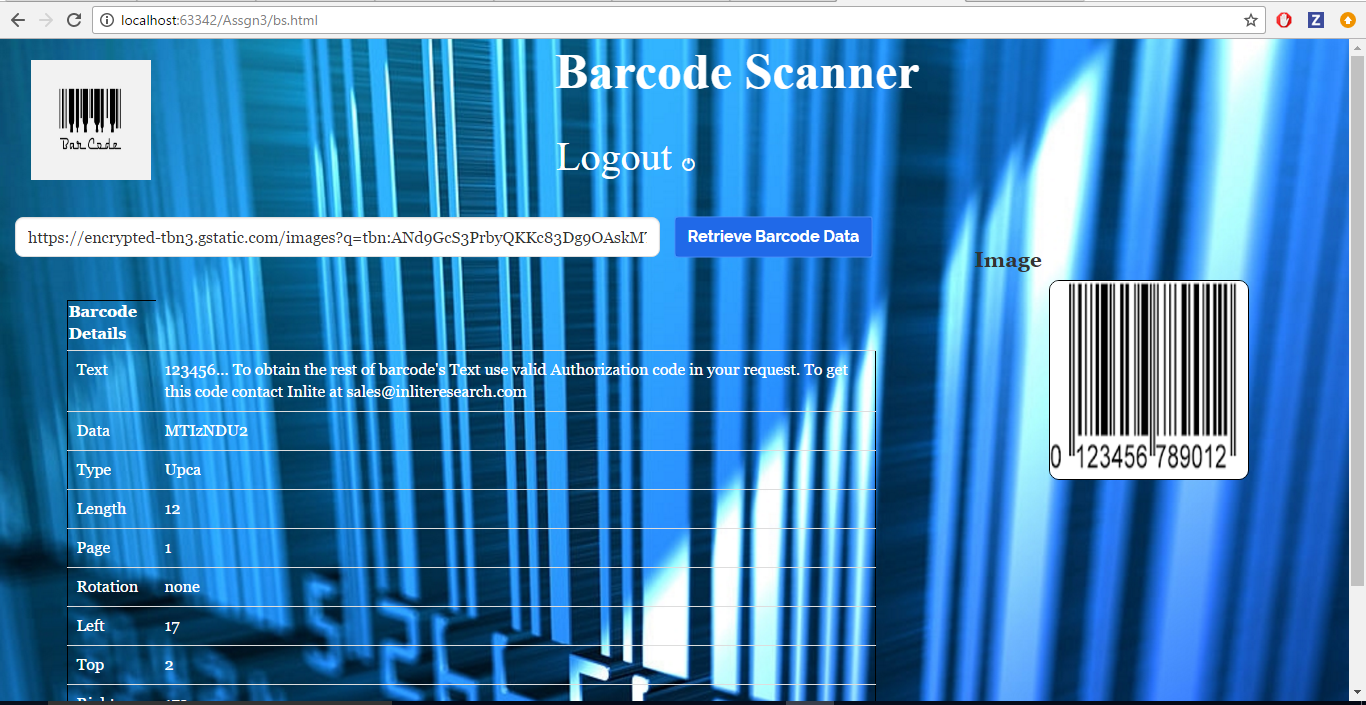 localhost:63342/Assgn3/bs.html
Barcode Scanner
Bar Code
Logout
https://encrypted-tbn3.gstatic.com/images?q=tbn:ANd9GcS3PrbyQKKc83Dg9OAskM
Retrieve Barcode Data
Image
Barcode
Details
Text 123456... To obtain the rest of barcode's Text use valid Authorization code in your request. To get
this code contact Inlite at sales@inliteresearch.com
0 123456 789012
Data MTIzNDU2
Type Upca
Length 12
Page 1
Rotation none
Left 17
Top 2